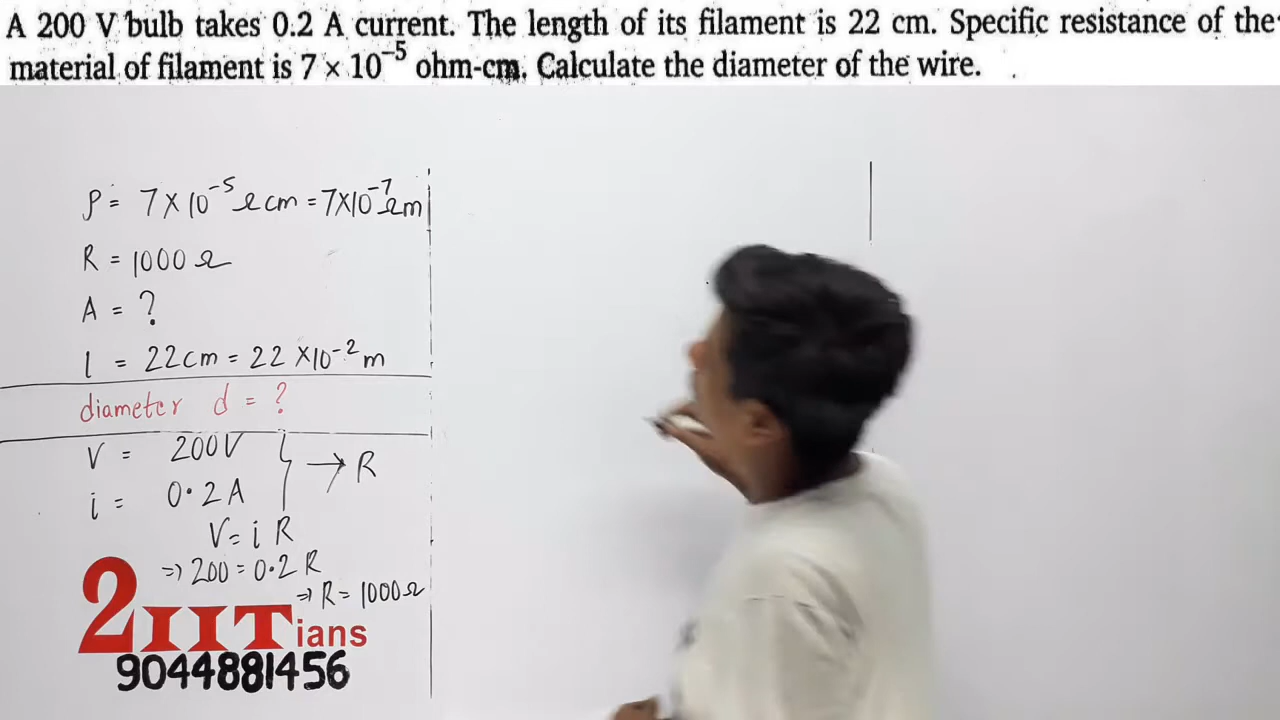 A 200 V bulb takes 0.2 A current. The length of its filament is 22 cm. Specific resistance of the
material of filament is 7 × 10⁻⁵ ohm-cm. Calculate the diameter of the wire.
ρ = 7 × 10⁻⁵ Ω cm = 7×10⁻⁷ Ω m
R = 1000 Ω
A = ?
l = 22cm = 22 ×10⁻² m
diameter d = ?
V = 200V
i = 0.2 A
→ R
V = i R
⇒ 200 = 0.2 R
⇒ R = 1000Ω
2IITians
9044881456